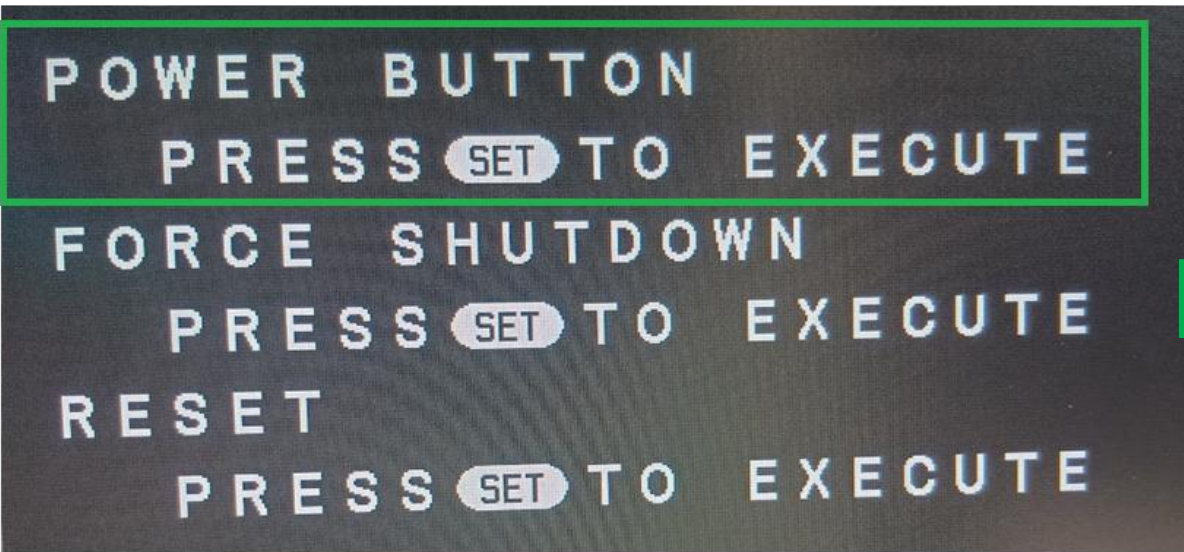 POWER BUTTON
PRESS SET TO EXECUTE
FORCE SHUTDOWN
PRESS SET TO EXECUTE
RESET
PRESS SET TO EXECUTE